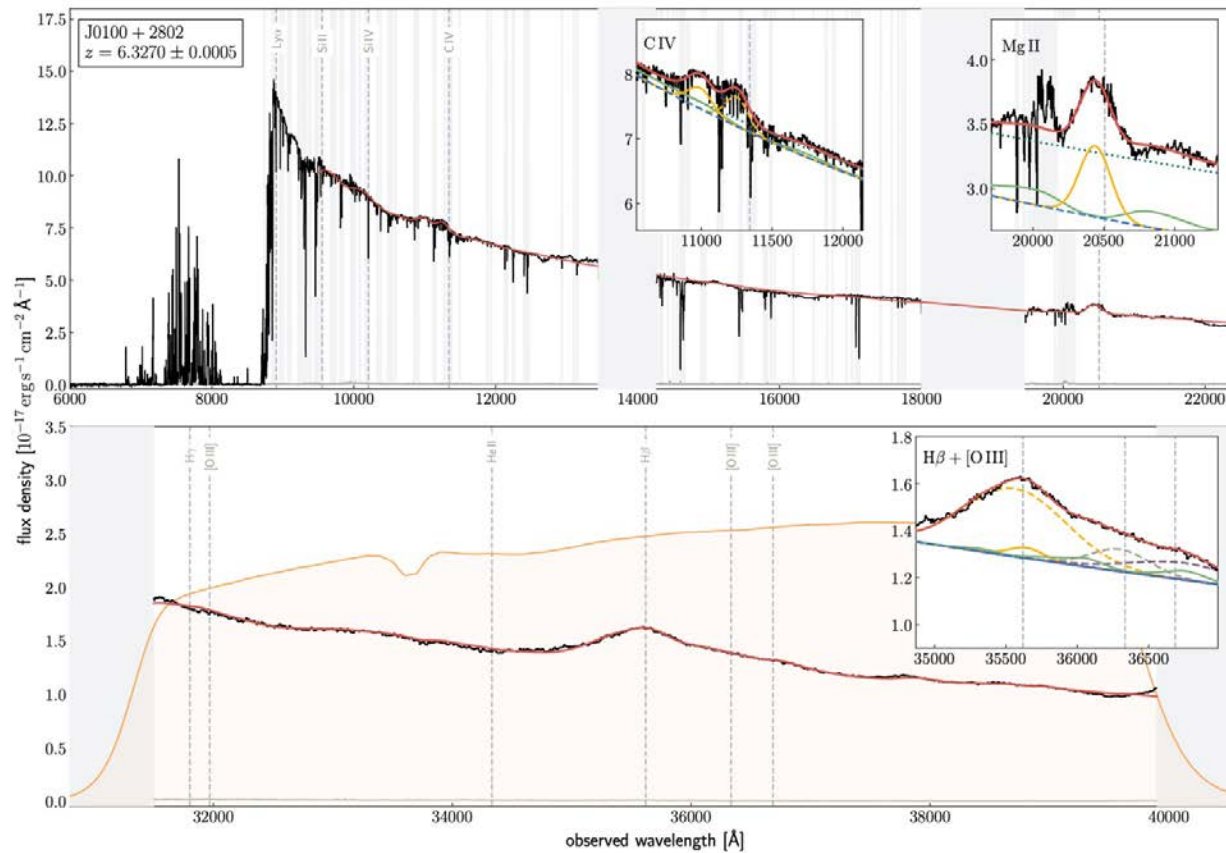 17.5
15.0
12.5
10.0
7.5
5.0
2.5
0.0
J0100 + 2802
z = 6.3270 ± 0.0005
Lyα
Si II
Si IV
C IV
C IV
8
7
6
11000 11500 12000
Mg II
4.0
3.5
3.0
20000 20500 21000
6000 8000 10000 12000 14000 16000 18000 20000 22000
flux density [10⁻¹⁷ erg s⁻¹ cm⁻² Å⁻¹]
3.5
3.0
2.5
2.0
1.5
1.0
0.5
0.0
Hγ
[O III]
He II
Hβ
[O III]
[O III]
Hβ + [O III]
1.8
1.6
1.4
1.2
1.0
35000 35500 36000 36500
32000 34000 36000 38000 40000
observed wavelength [Å]